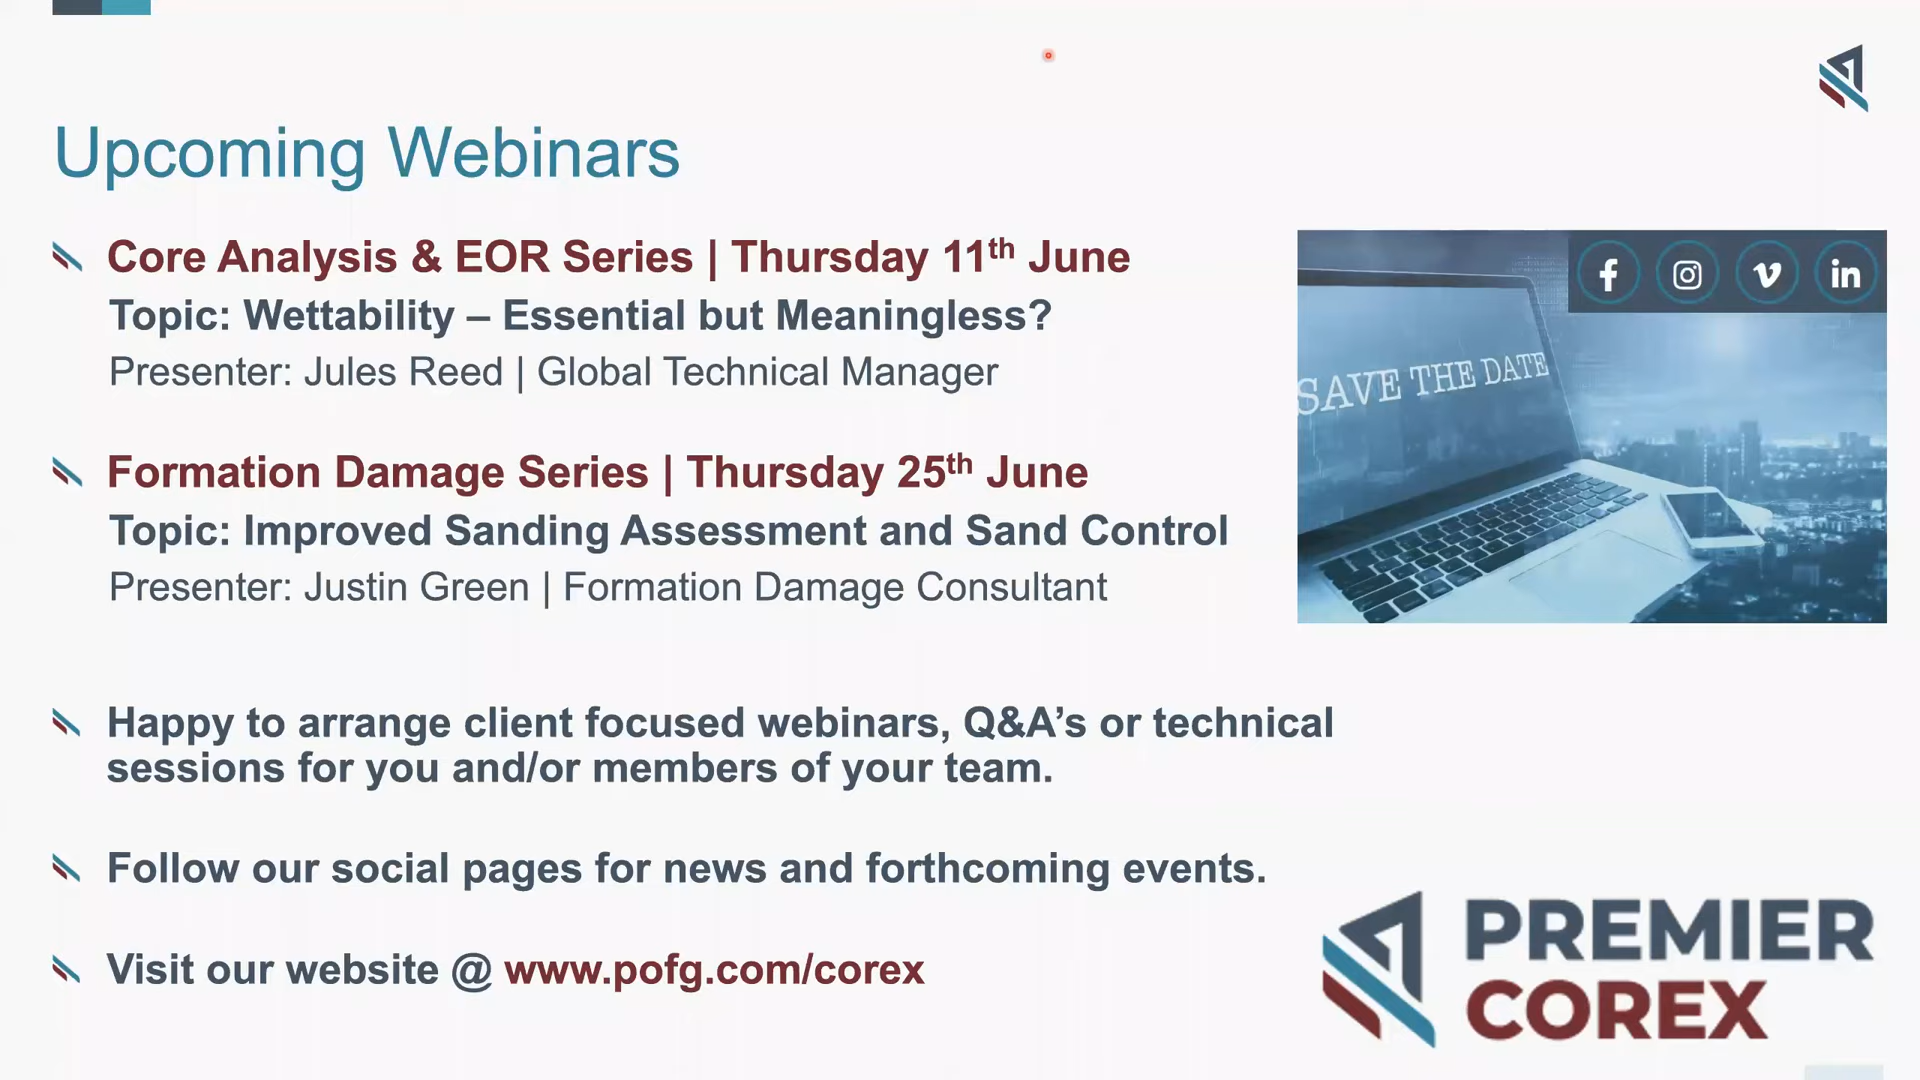 Upcoming Webinars
Core Analysis & EOR Series | Thursday 11th June
Topic: Wettability – Essential but Meaningless?
Presenter: Jules Reed | Global Technical Manager
Formation Damage Series | Thursday 25th June
Topic: Improved Sanding Assessment and Sand Control
Presenter: Justin Green | Formation Damage Consultant
SAVE THE DATE
Happy to arrange client focused webinars, Q&A’s or technical
sessions for you and/or members of your team.
Follow our social pages for news and forthcoming events.
Visit our website @ www.pofg.com/corex
PREMIER
COREX